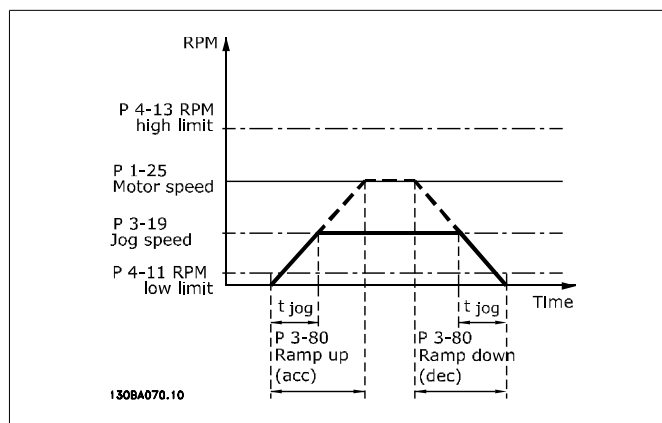 RPM
P 4-13 RPM
high limit
P 1-25
Motor speed
P 3-19
Jog speed
P 4-11 RPM
low limit
Time
t jog
t jog
P 3-80
Ramp up
(acc)
P 3-80
Ramp down
(dec)
130BA070.10